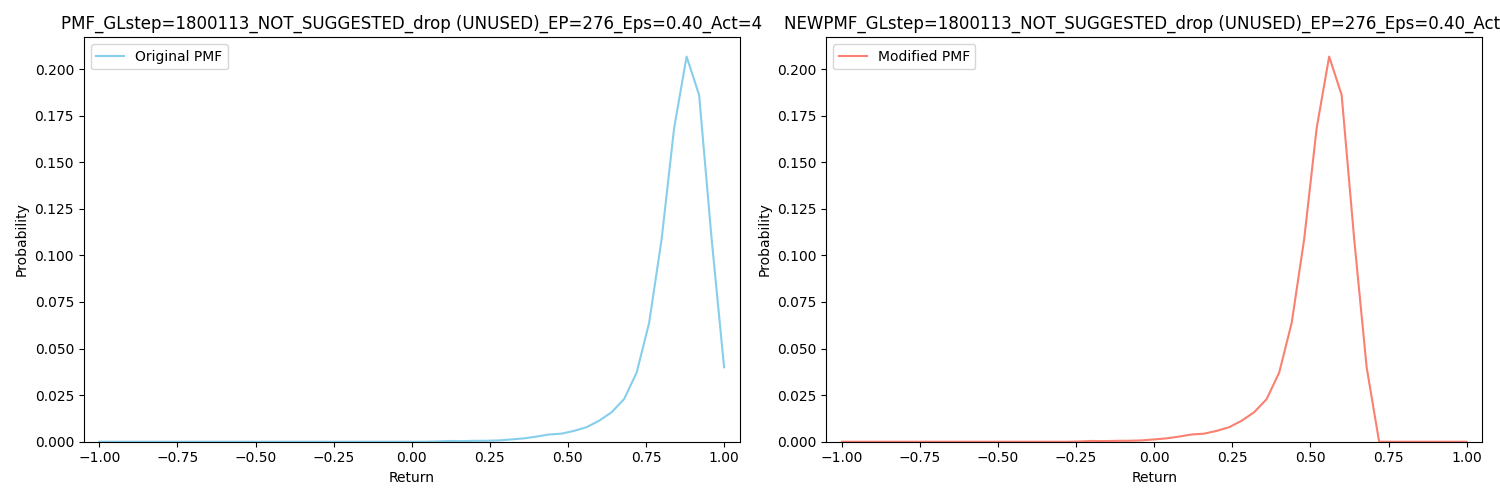 PMF_GLstep=1800113_NOT_SUGGESTED_drop (UNUSED)_EP=276_Eps=0.40_Act=4
Original PMF
0.200
0.175
0.150
0.125
0.100
0.075
0.050
0.025
0.000
Probability
−1.00 −0.75 −0.50 −0.25 0.00 0.25 0.50 0.75 1.00
Return
NEWPMF_GLstep=1800113_NOT_SUGGESTED_drop (UNUSED)_EP=276_Eps=0.40_Act
Modified PMF
0.200
0.175
0.150
0.125
0.100
0.075
0.050
0.025
0.000
Probability
−1.00 −0.75 −0.50 −0.25 0.00 0.25 0.50 0.75 1.00
Return